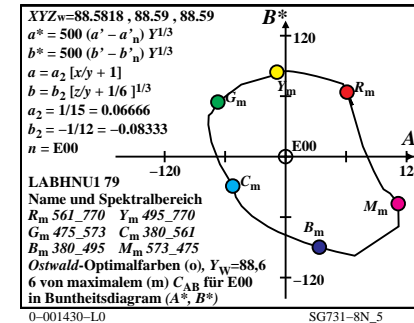 XYZw=88.5818 , 88.59 , 88.59
a* = 500 (a' - a'n) Y1/3
b* = 500 (b' - b'n) Y1/3
a = a2 [x/y + 1]
b = b2 [z/y + 1/6 ]1/3
a2 = 1/15 = 0.06666
b2 = −1/12 = −0.08333
n = E00
B*
120
Ym
Rm
Gm
E00
A
−120
Cm
Mm
Bm
−120
LABHNU1 79
Name und Spektralbereich
Rm 561_770 Ym 495_770
Gm 475_573 Cm 380_561
Bm 380_495 Mm 573_475
Ostwald-Optimalfarben (o), YW=88,6
6 von maximalem (m) CAB für E00
in Buntheitsdiagram (A*, B*)
0-001430-L0
SG731-8N_5